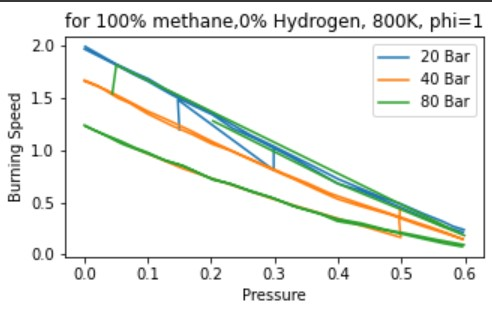 for 100% methane,0% Hydrogen, 800K, phi=1
2.0
1.5
1.0
0.5
0.0
Burning Speed
20 Bar
40 Bar
80 Bar
0.0 0.1 0.2 0.3 0.4 0.5 0.6
Pressure